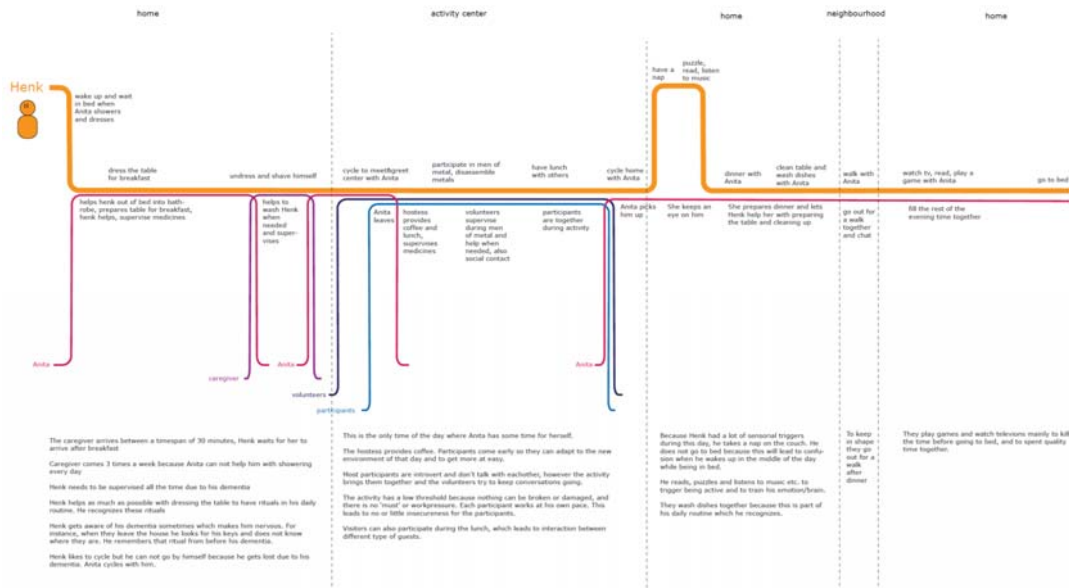 home
activity center
home
neighbourhood
home
Henk
wake up and wait
in bed when
Anita showers
and dresses
have a
nap
puzzle,
read, listen
to music
dress the table
for breakfast
undress and shave himself
cycle to meet&greet
center with Anita
participate in men of
metal, disassemble
metals
have lunch
with others
cycle home
with Anita
dinner with
Anita
clean table and
wash dishes
with Anita
walk with
Anita
watch tv, read, play a
game with Anita
go to bed
helps henk out of bed into bath-
robe, prepares table for breakfast,
henk helps, supervise medicines
helps to
wash Henk
when
needed
and super-
vises
Anita
leaves
hostess
provides
coffee and
lunch,
supervises
medicines
volunteers
supervise
during men
of metal and
help when
needed, also
social contact
participants
are together
during activity
Anita picks
him up
She keeps an
eye on him
She prepares dinner and lets
Henk help her with preparing
the table and cleaning up
go out for
a walk
together
and chat
fill the rest of the
evening time together
Anita
Anita
Anita
caregiver
volunteers
participants
The caregiver arrives between a timespan of 30 minutes, Henk waits for her to
arrive after breakfast
Caregiver comes 3 times a week because Anita can not help him with showering
every day
Henk needs to be supervised all the time due to his dementia
Henk helps as much as possible with dressing the table to have rituals in his daily
routine. He recognizes these rituals
Henk gets aware of his dementia sometimes which makes him nervous. For
instance, when they leave the house he looks for his keys and does not know
where they are. He remembers that ritual from before his dementia.
Henk likes to cycle but he can not go by himself because he gets lost due to his
dementia. Anita cycles with him.
This is the only time of the day where Anita has some time for herself.
The hostess provides coffee. Participants come early so they can adapt to the new
environment of that day and to get more at easy.
Most participants are introvert and don't talk with eachother, however the activity
brings them together and the volunteers try to keep conversations going.
The activity has a low threshold because nothing can be broken or damaged, and
there is no 'must' or workpressure. Each participant works at his own pace. This
leads to no or little insecureness for the participants.
Visitors can also participate during the lunch, which leads to interaction between
different type of guests.
Because Henk had a lot of sensorial triggers
during this day, he takes a nap on the couch. He
does not go to bed because this will lead to confu-
sion when he wakes up in the middle of the day
while being in bed.
He reads, puzzles and listens to music etc. to
trigger being active and to train his emotion/brain.
They wash dishes together because this is part of
his daily routine which he recognizes.
To keep
in shape
they go
out for a
walk
after
dinner
They play games and watch televions mainly to kill
the time before going to bed, and to spent quality
time together.